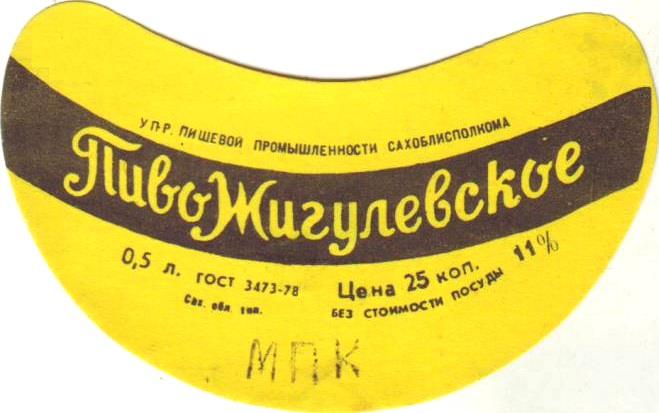 УПР. ПИЩЕВОЙ ПРОМЫШЛЕННОСТИ САХОБЛИСПОЛКОМА
Пиво Жигулевское
0,5 л. ГОСТ 3473-78
Сах. обл. тип.
Цена 25 коп.
БЕЗ СТОИМОСТИ ПОСУДЫ
11%
МПК